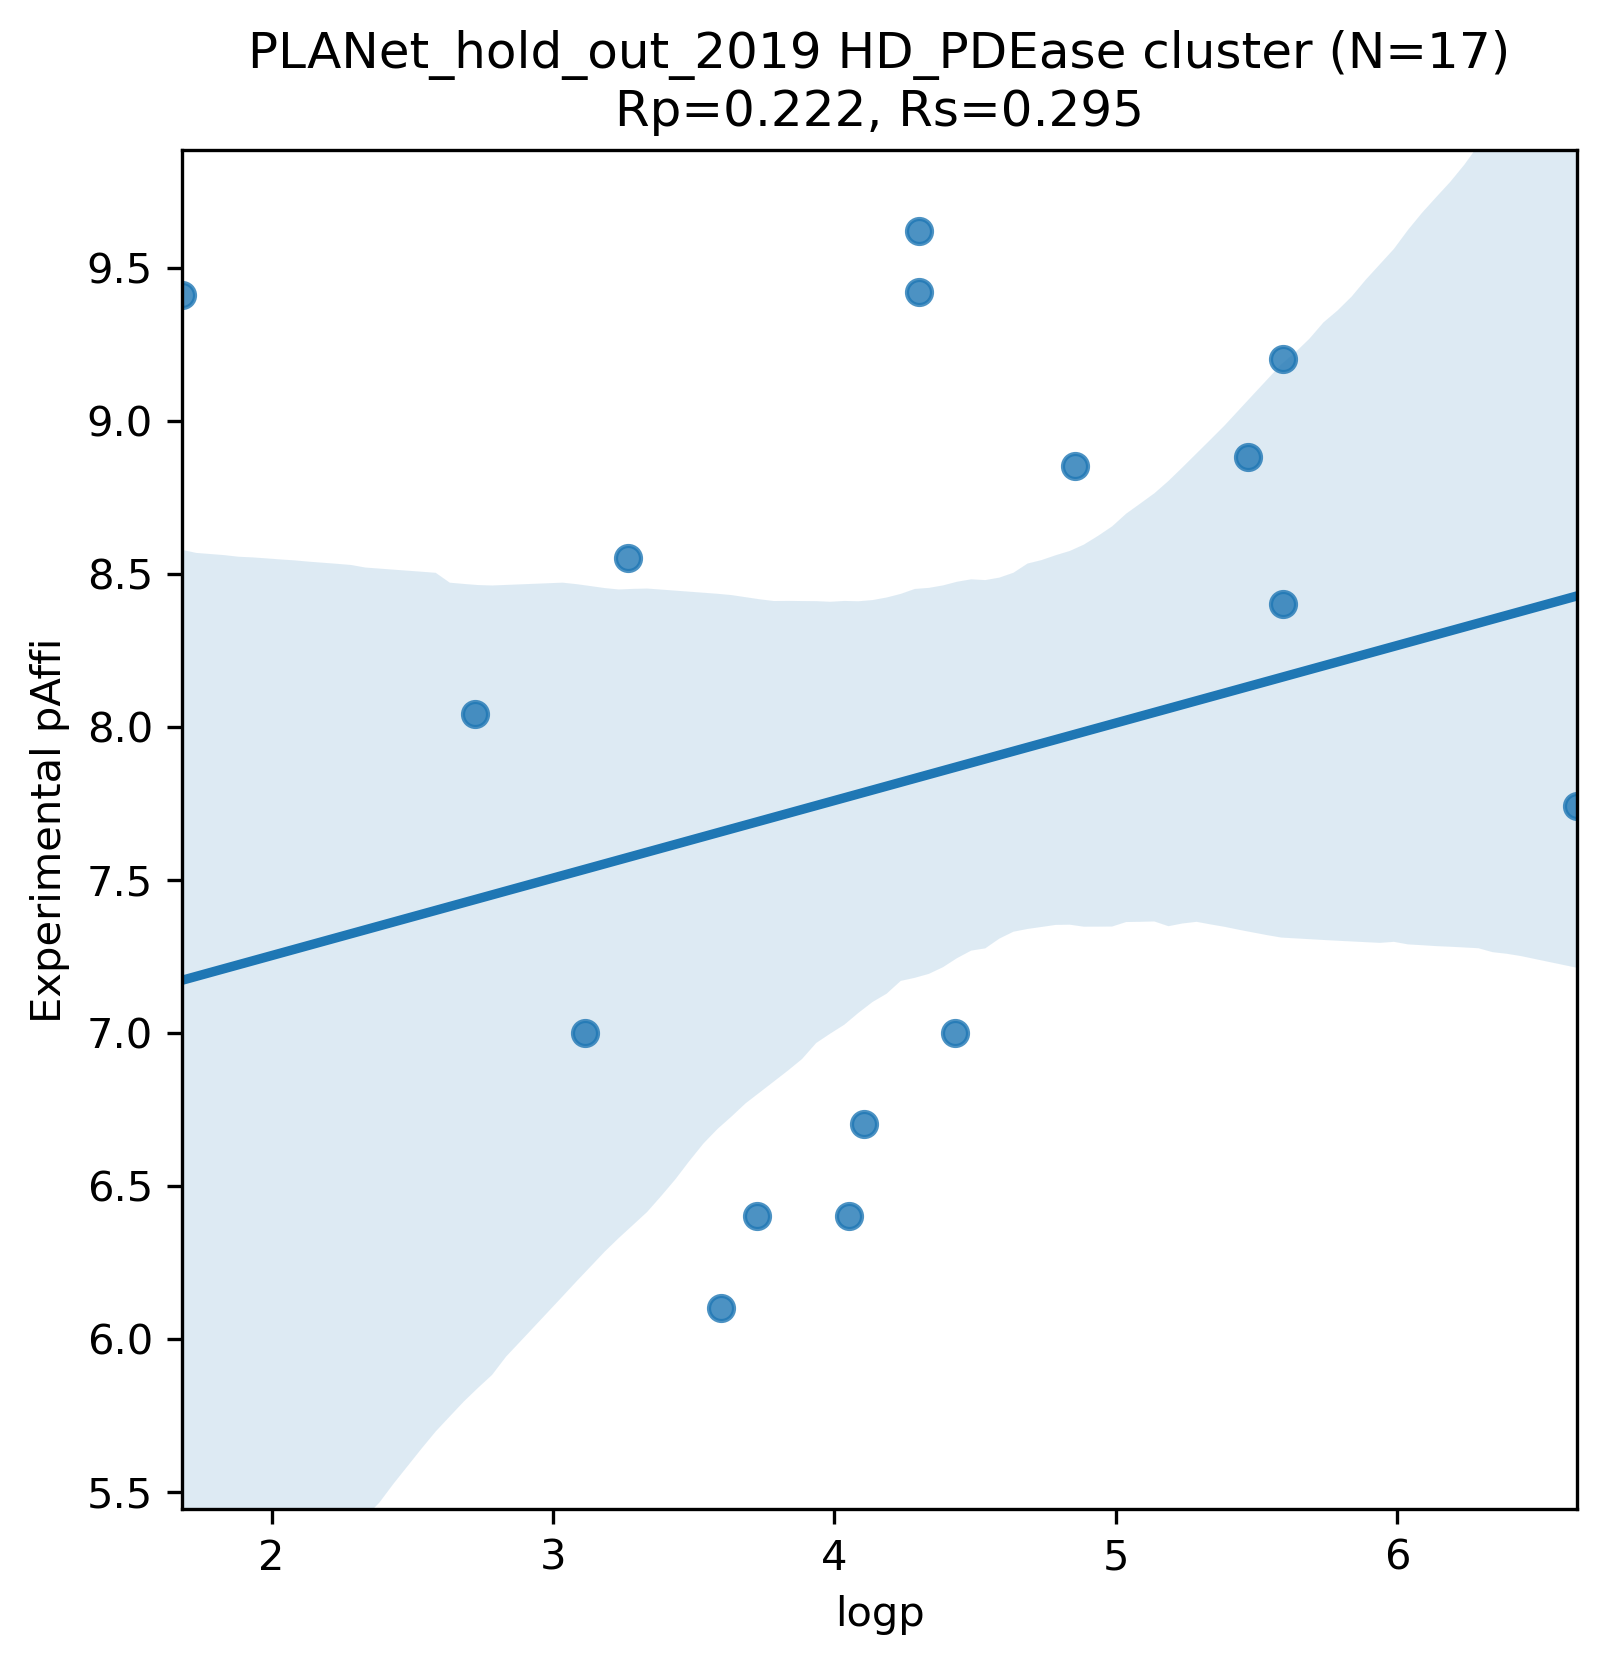 PLANet_hold_out_2019 HD_PDEase cluster (N=17)
Rp=0.222, Rs=0.295
9.5
9.0
8.5
8.0
7.5
7.0
6.5
6.0
5.5
Experimental pAffi
2 3 4 5 6
logp